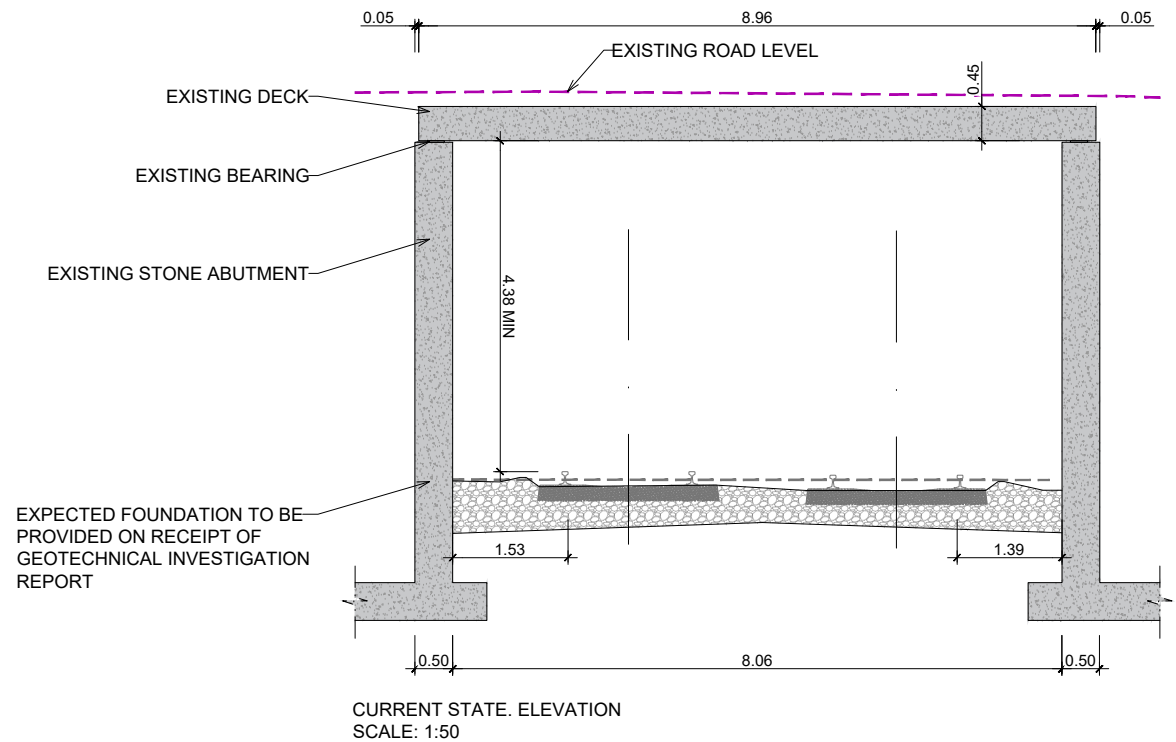 0.05
8.96
0.05
EXISTING ROAD LEVEL
0.45
EXISTING DECK
EXISTING BEARING
EXISTING STONE ABUTMENT
4.38 MIN
EXPECTED FOUNDATION TO BE
PROVIDED ON RECEIPT OF
GEOTECHNICAL INVESTIGATION
REPORT
1.53
1.39
0.50
8.06
0.50
CURRENT STATE. ELEVATION
SCALE: 1:50